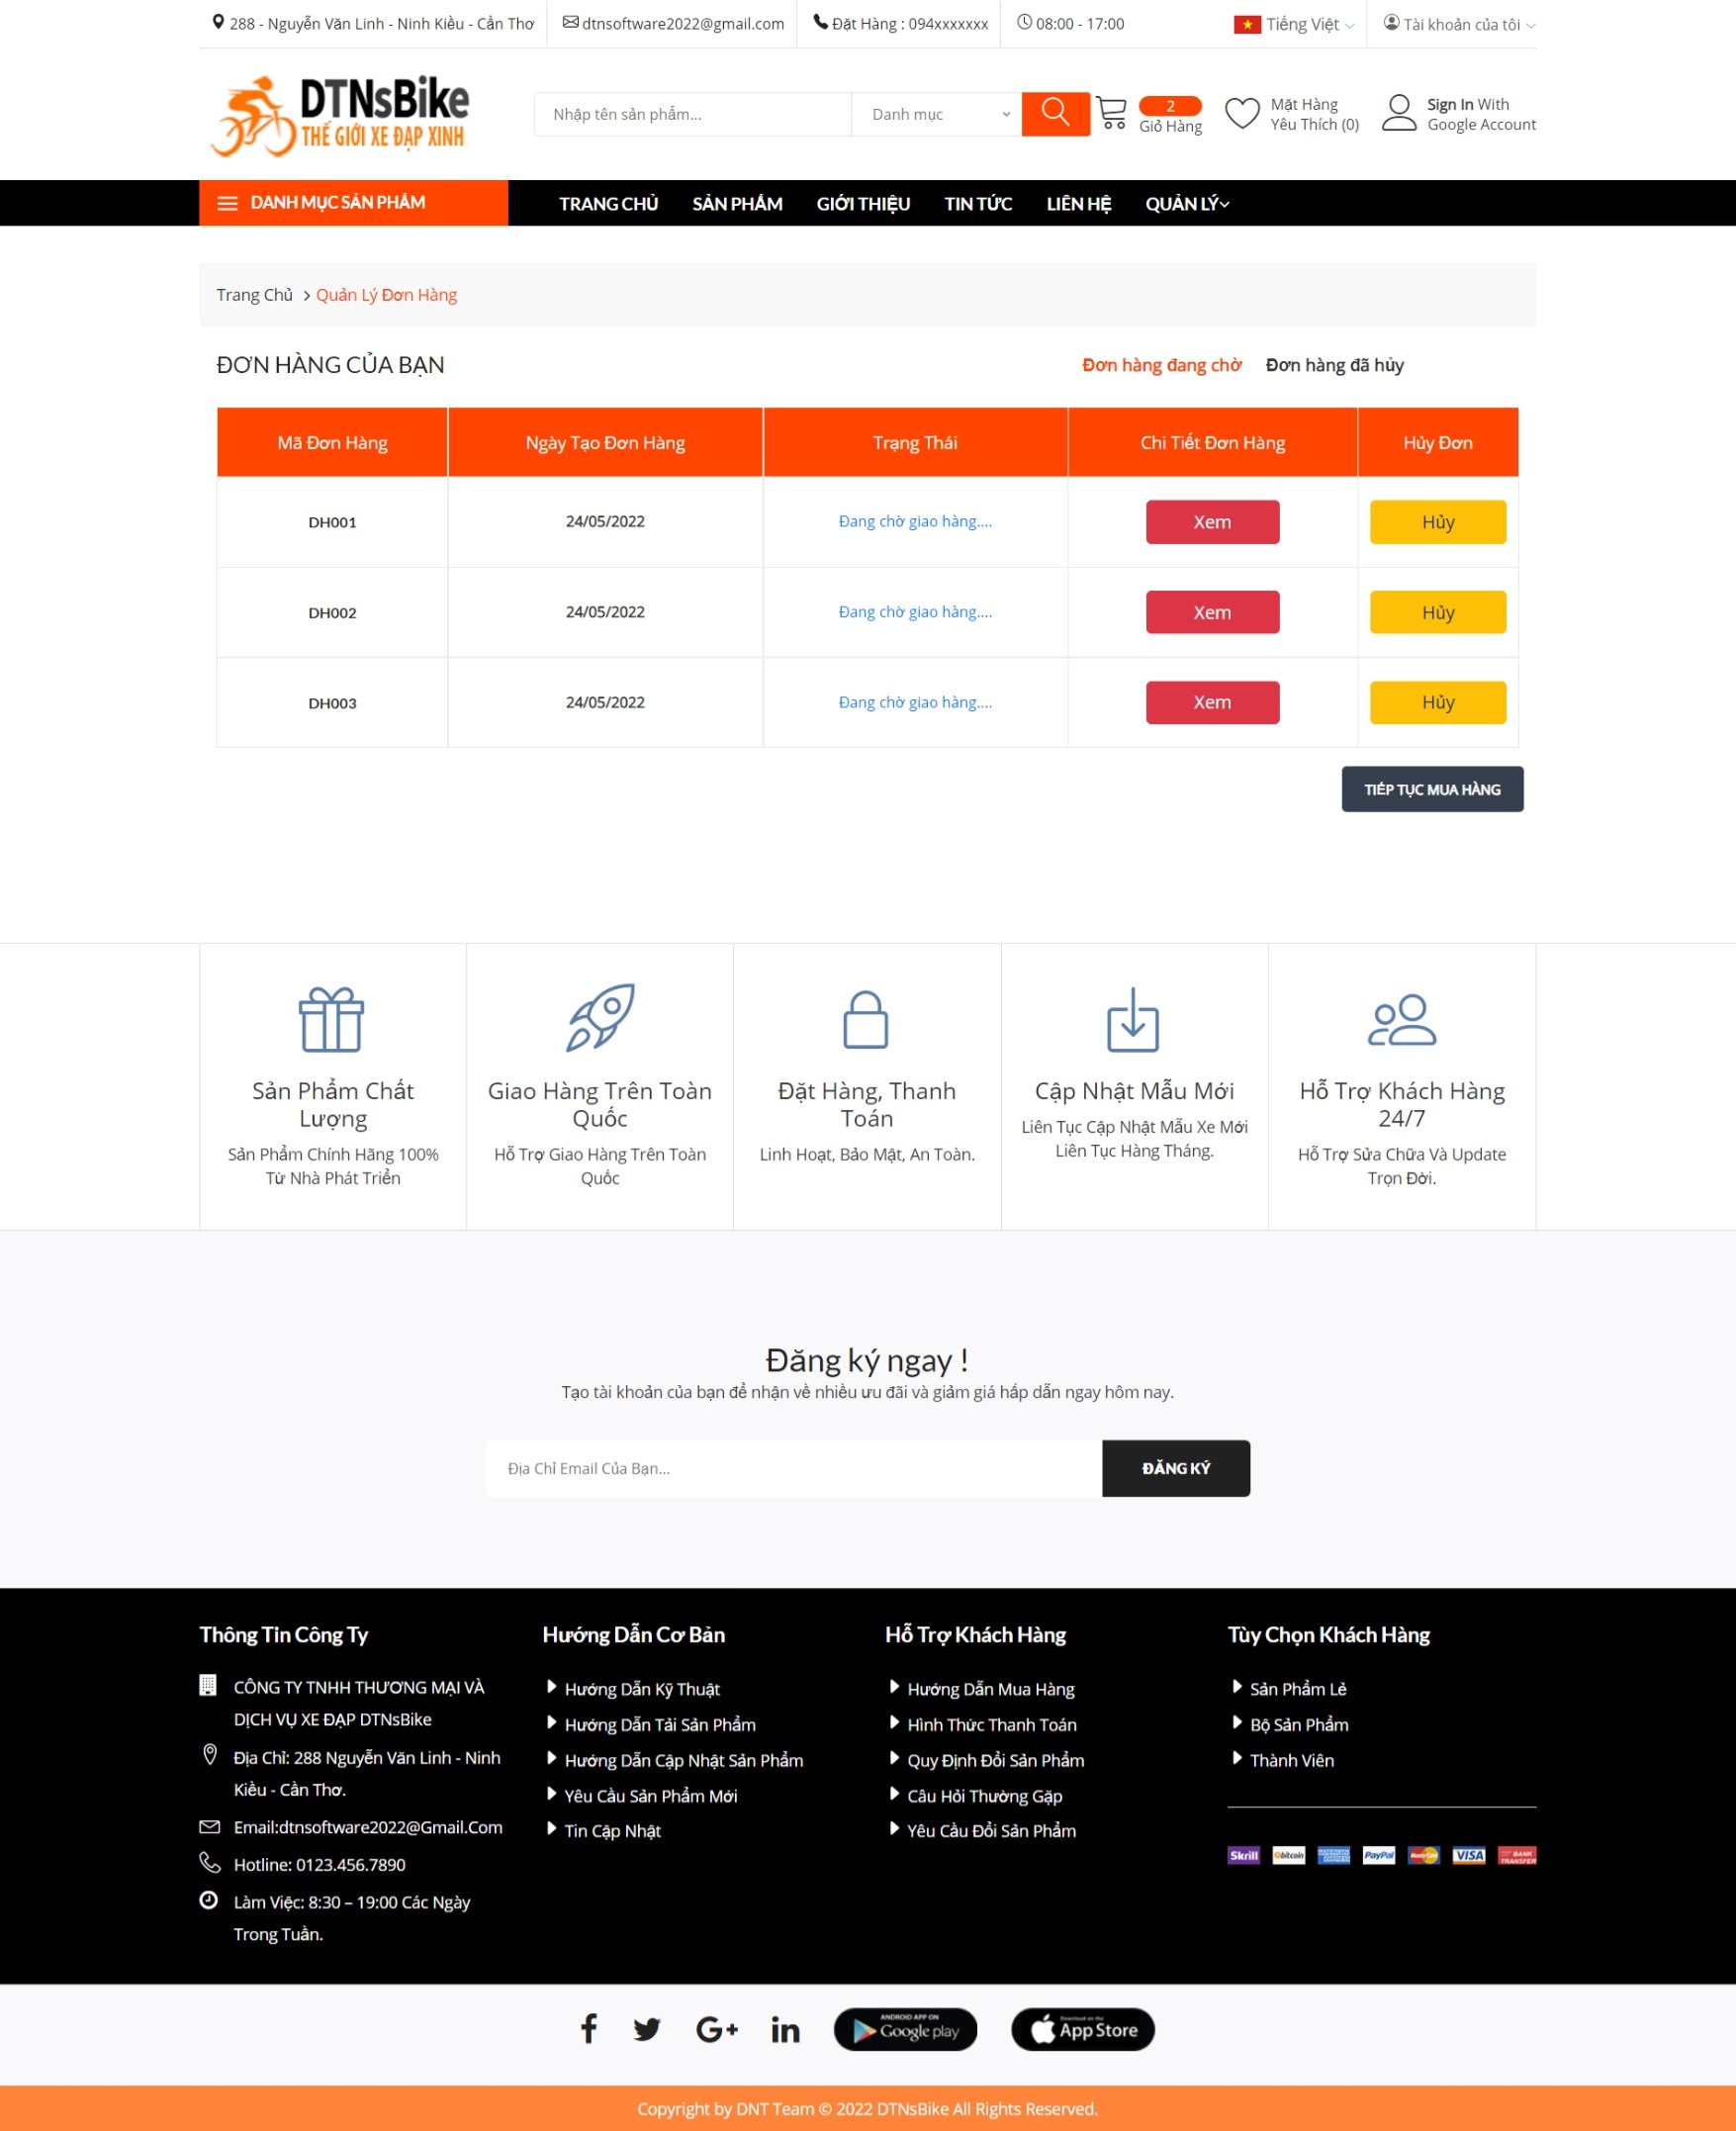 288 - Nguyễn Văn Linh - Ninh Kiều - Cần Thơ
dtnsoftware2022@gmail.com
Đặt Hàng : 094xxxxxxx
08:00 - 17:00
Tiếng Việt
Tài khoản của tôi
DTNsBike
THẾ GIỚI XE ĐẠP XINH
Nhập tên sản phẩm...
Danh mục
2
Giỏ Hàng
Mặt Hàng
Yêu Thích (0)
Sign In With
Google Account
DANH MỤC SẢN PHẨM
TRANG CHỦ
SẢN PHẨM
GIỚI THIỆU
TIN TỨC
LIÊN HỆ
QUẢN LÝ
Trang Chủ > Quản Lý Đơn Hàng
ĐƠN HÀNG CỦA BẠN
Đơn hàng đang chờ
Đơn hàng đã hủy
Mã Đơn Hàng
Ngày Tạo Đơn Hàng
Trạng Thái
Chi Tiết Đơn Hàng
Hủy Đơn
DH001
24/05/2022
Đang chờ giao hàng....
Xem
Hủy
DH002
24/05/2022
Đang chờ giao hàng....
Xem
Hủy
DH003
24/05/2022
Đang chờ giao hàng....
Xem
Hủy
TIẾP TỤC MUA HÀNG
Sản Phẩm Chất
Lượng
Sản Phẩm Chính Hãng 100%
Từ Nhà Phát Triển
Giao Hàng Trên Toàn
Quốc
Hỗ Trợ Giao Hàng Trên Toàn
Quốc
Đặt Hàng, Thanh
Toán
Linh Hoạt, Bảo Mật, An Toàn.
Cập Nhật Mẫu Mới
Liên Tục Cập Nhật Mẫu Xe Mới
Liên Tục Hàng Tháng.
Hỗ Trợ Khách Hàng
24/7
Hỗ Trợ Sửa Chữa Và Update
Trọn Đời.
Đăng ký ngay !
Tạo tài khoản của bạn để nhận về nhiều ưu đãi và giảm giá hấp dẫn ngay hôm nay.
Địa Chỉ Email Của Bạn...
ĐĂNG KÝ
Thông Tin Công Ty
CÔNG TY TNHH THƯƠNG MẠI VÀ
DỊCH VỤ XE ĐẠP DTNsBike
Địa Chỉ: 288 Nguyễn Văn Linh - Ninh
Kiều - Cần Thơ.
Email:dtnsoftware2022@Gmail.Com
Hotline: 0123.456.7890
Làm Việc: 8:30 – 19:00 Các Ngày
Trong Tuần.
Hướng Dẫn Cơ Bản
Hướng Dẫn Kỹ Thuật
Hướng Dẫn Tải Sản Phẩm
Hướng Dẫn Cập Nhật Sản Phẩm
Yêu Cầu Sản Phẩm Mới
Tin Cập Nhật
Hỗ Trợ Khách Hàng
Hướng Dẫn Mua Hàng
Hình Thức Thanh Toán
Quy Định Đổi Sản Phẩm
Câu Hỏi Thường Gặp
Yêu Cầu Đổi Sản Phẩm
Tùy Chọn Khách Hàng
Sản Phẩm Lẻ
Bộ Sản Phẩm
Thành Viên
Skrill
bitcoin
AMERICAN EXPRESS
PayPal
MasterCard
VISA
BANK TRANSFER
ANDROID APP ON
Google play
Download on the
App Store
Copyright by DNT Team © 2022 DTNsBike All Rights Reserved.